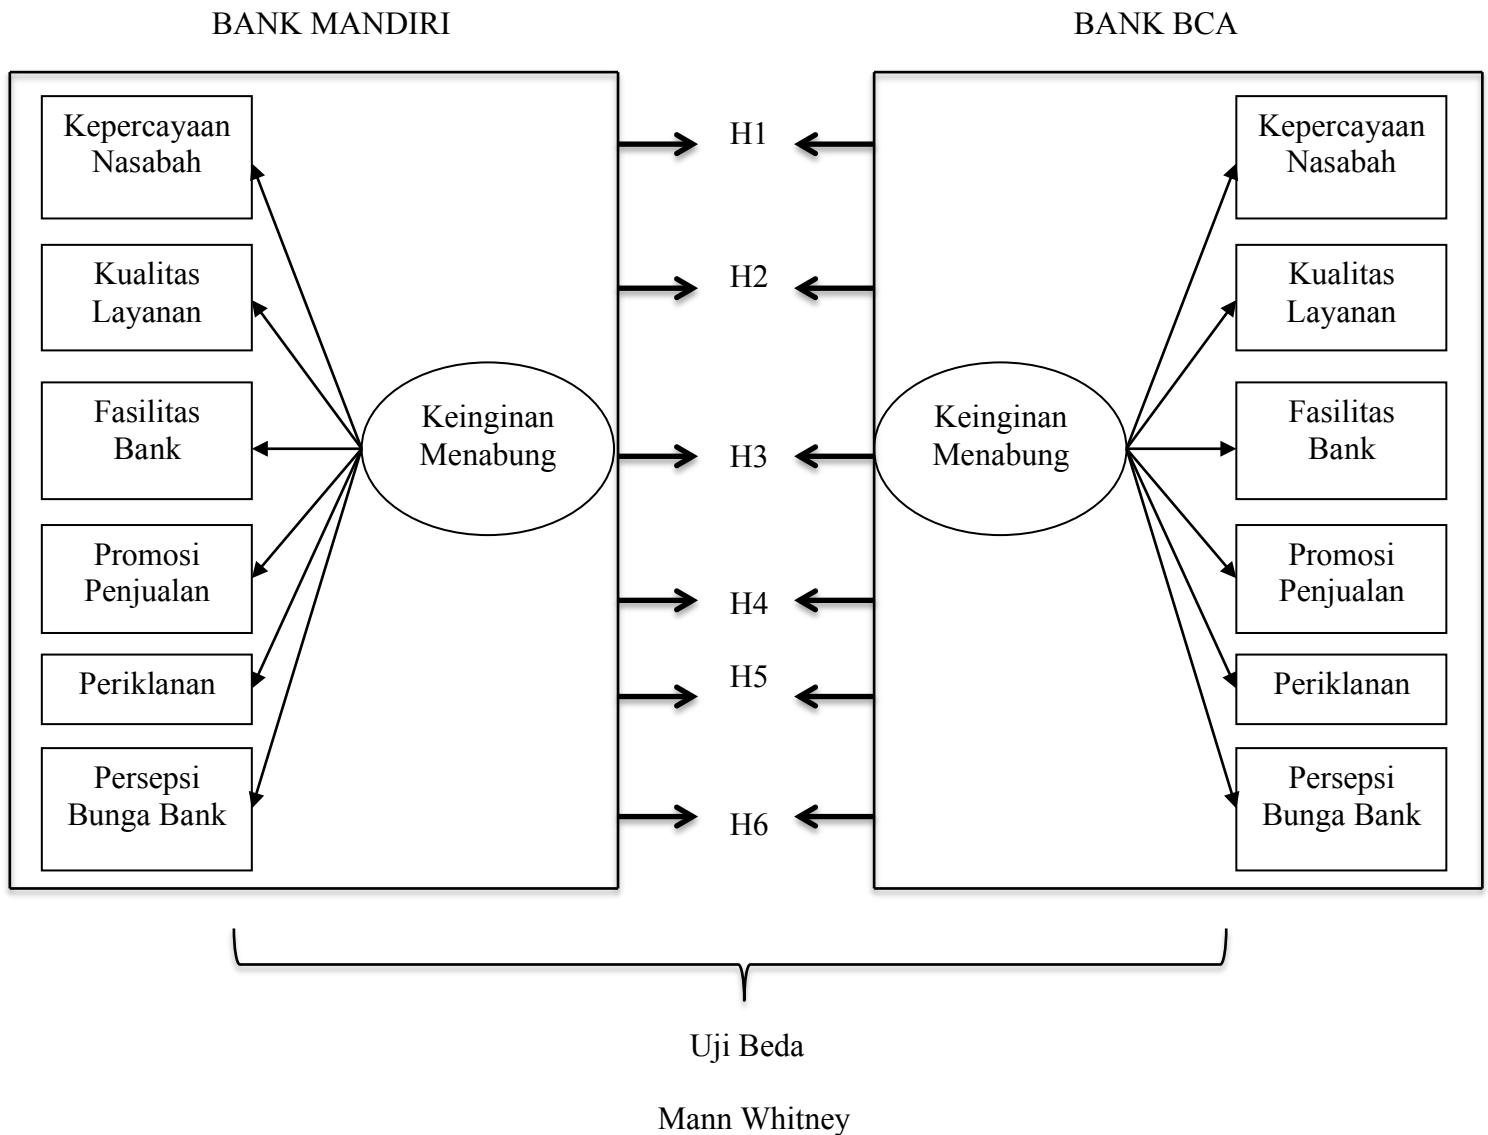 BANK MANDIRI
BANK BCA
Kepercayaan
Nasabah
Kualitas
Layanan
Fasilitas
Bank
Promosi
Penjualan
Periklanan
Persepsi
Bunga Bank
Keinginan
Menabung
H1
H2
H3
H4
H5
H6
Keinginan
Menabung
Kepercayaan
Nasabah
Kualitas
Layanan
Fasilitas
Bank
Promosi
Penjualan
Periklanan
Persepsi
Bunga Bank
Uji Beda
Mann Whitney